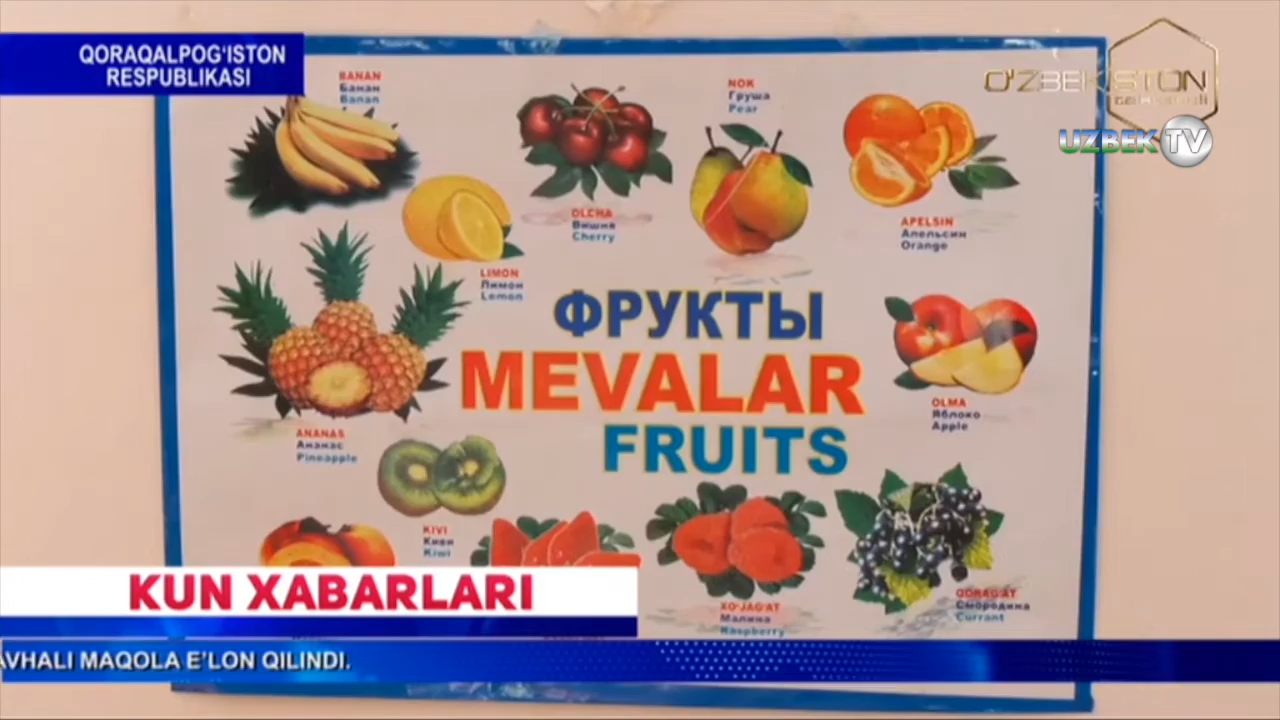 QORAQALPOG'ISTON
RESPUBLIKASI
O'ZBEKISTON
UZBEK TV
BANAN
Банан
Banan
OLCHA
Вишня
Cherry
NOK
Груша
Pear
APELSIN
Апельсин
Orange
LIMON
Лимон
Lemon
ФРУКТЫ
MEVALAR
FRUITS
OLMA
Яблоко
Apple
ANANAS
Ананас
Pineapple
KIVI
Киви
Kiwi
XO'JAG'AT
Малина
Raspberry
QORAG'AT
Смородина
Currant
KUN XABARLARI
AVHALI MAQOLA E'LON QILINDI.